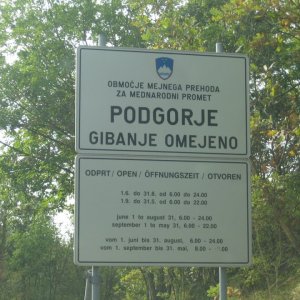 OBMOČJE MEJNEGA PREHODA
ZA MEDNARODNI PROMET
PODGORJE
GIBANJE OMEJENO
ODPRT / OPEN / ÖFFNUNGSZEIT / OTVOREN
1.6. do 31.8. od 6.00 do 24.00
1.9. do 31.5. od 6.00 do 22.00
june 1 to august 31, 6.00 - 24.00
september 1 to may 31, 6.00 - 22.00
vom 1. juni bis 31. august, 6.00 - 24.00
vom 1. september bis 31. mai, 6.00 -